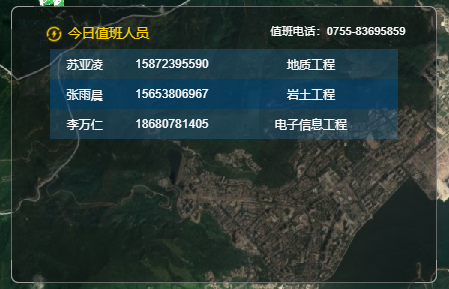 今日值班人员 值班电话：0755-83695859
苏亚凌 15872395590 地质工程
张雨晨 15653806967 岩土工程
李万仁 18680781405 电子信息工程